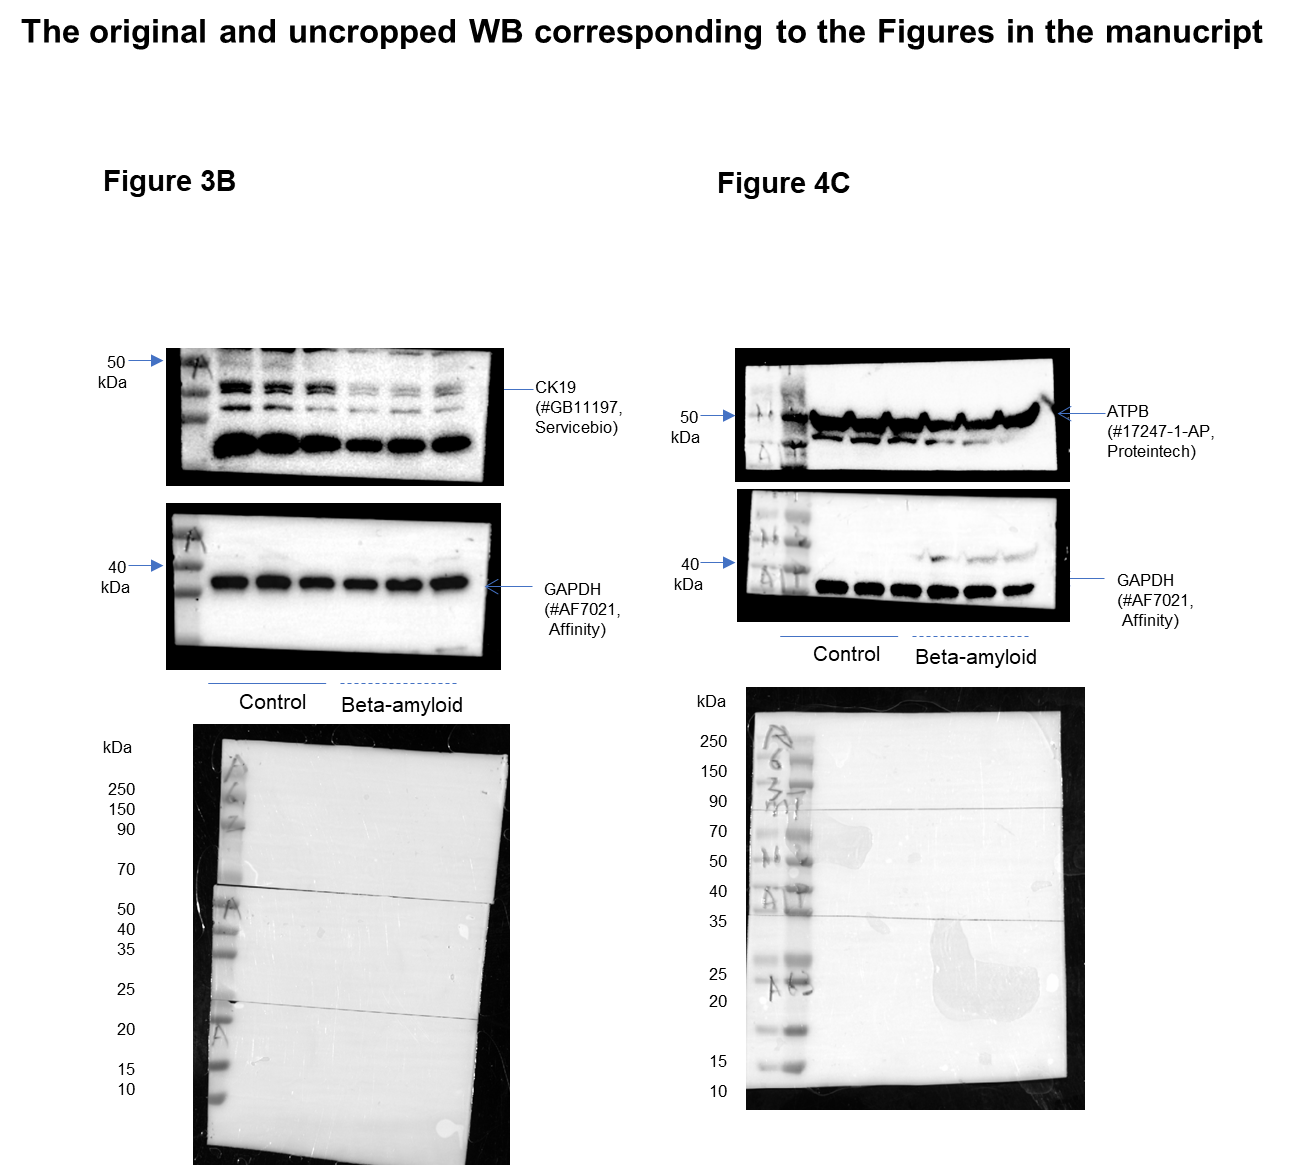 The original and uncropped WB corresponding to the Figures in the manucript
Figure 3B
50
kDa
CK19
(#GB11197,
Servicebio)
40
kDa
GAPDH
(#AF7021,
Affinity)
Control
Beta-amyloid
kDa
250
150
90
70
50
40
35
25
20
15
10
Figure 4C
50
kDa
ATPB
(#17247-1-AP,
Proteintech)
40
kDa
GAPDH
(#AF7021,
Affinity)
Control
Beta-amyloid
kDa
250
150
90
70
50
40
35
25
20
15
10